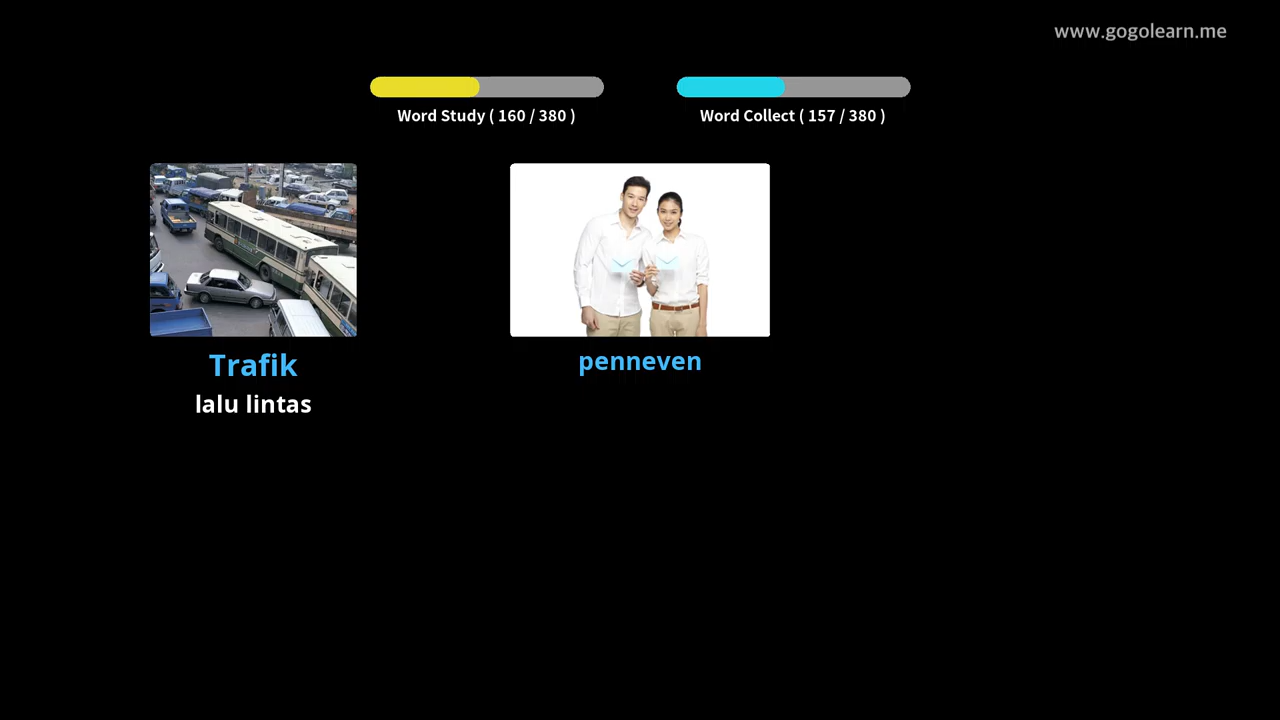 www.gogolearn.me
Word Study ( 160 / 380 )
Word Collect ( 157 / 380 )
Trafik
lalu lintas
penneven